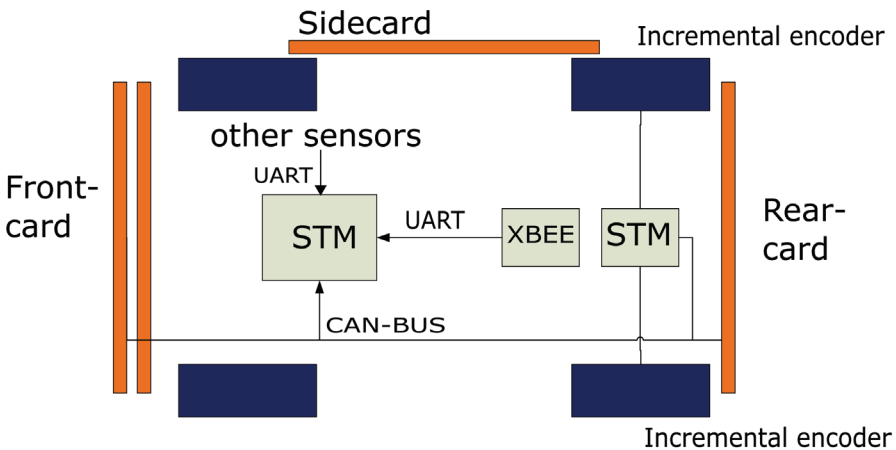 Sidecard
Incremental encoder
other sensors
UART
Front-
card
STM
UART
XBEE
STM
Rear-
card
CAN-BUS
Incremental encoder